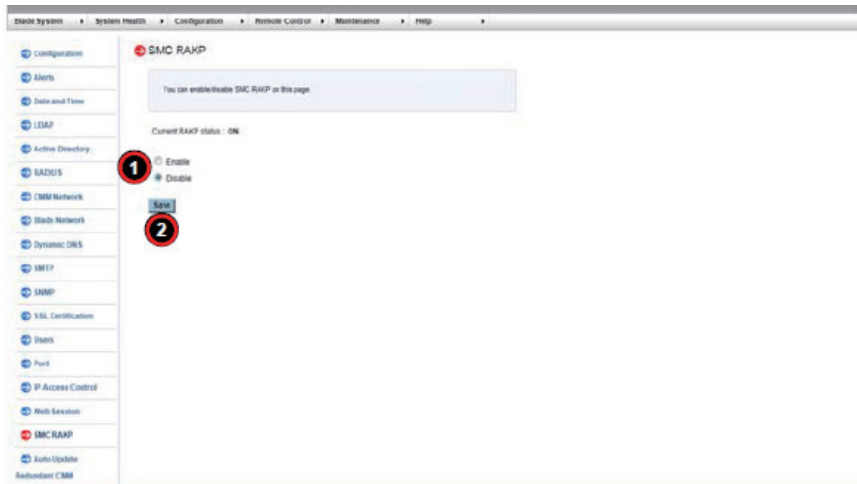 Blade System System Health Configuration Remote Control Maintenance Help
Configuration
Alerts
Date and Time
LDAP
Active Directory
RADIUS
CMM Network
Blade Network
Dynamic DNS
SMTP
SNMP
SSL Certification
Users
Port
IP Access Control
Web Session
SMC RAKP
Auto Update
Redundant CMM
SMC RAKP
You can enable/disable SMC RAKP or this page
Current RAKP status : ON
1
Enable
Disable
Save
2